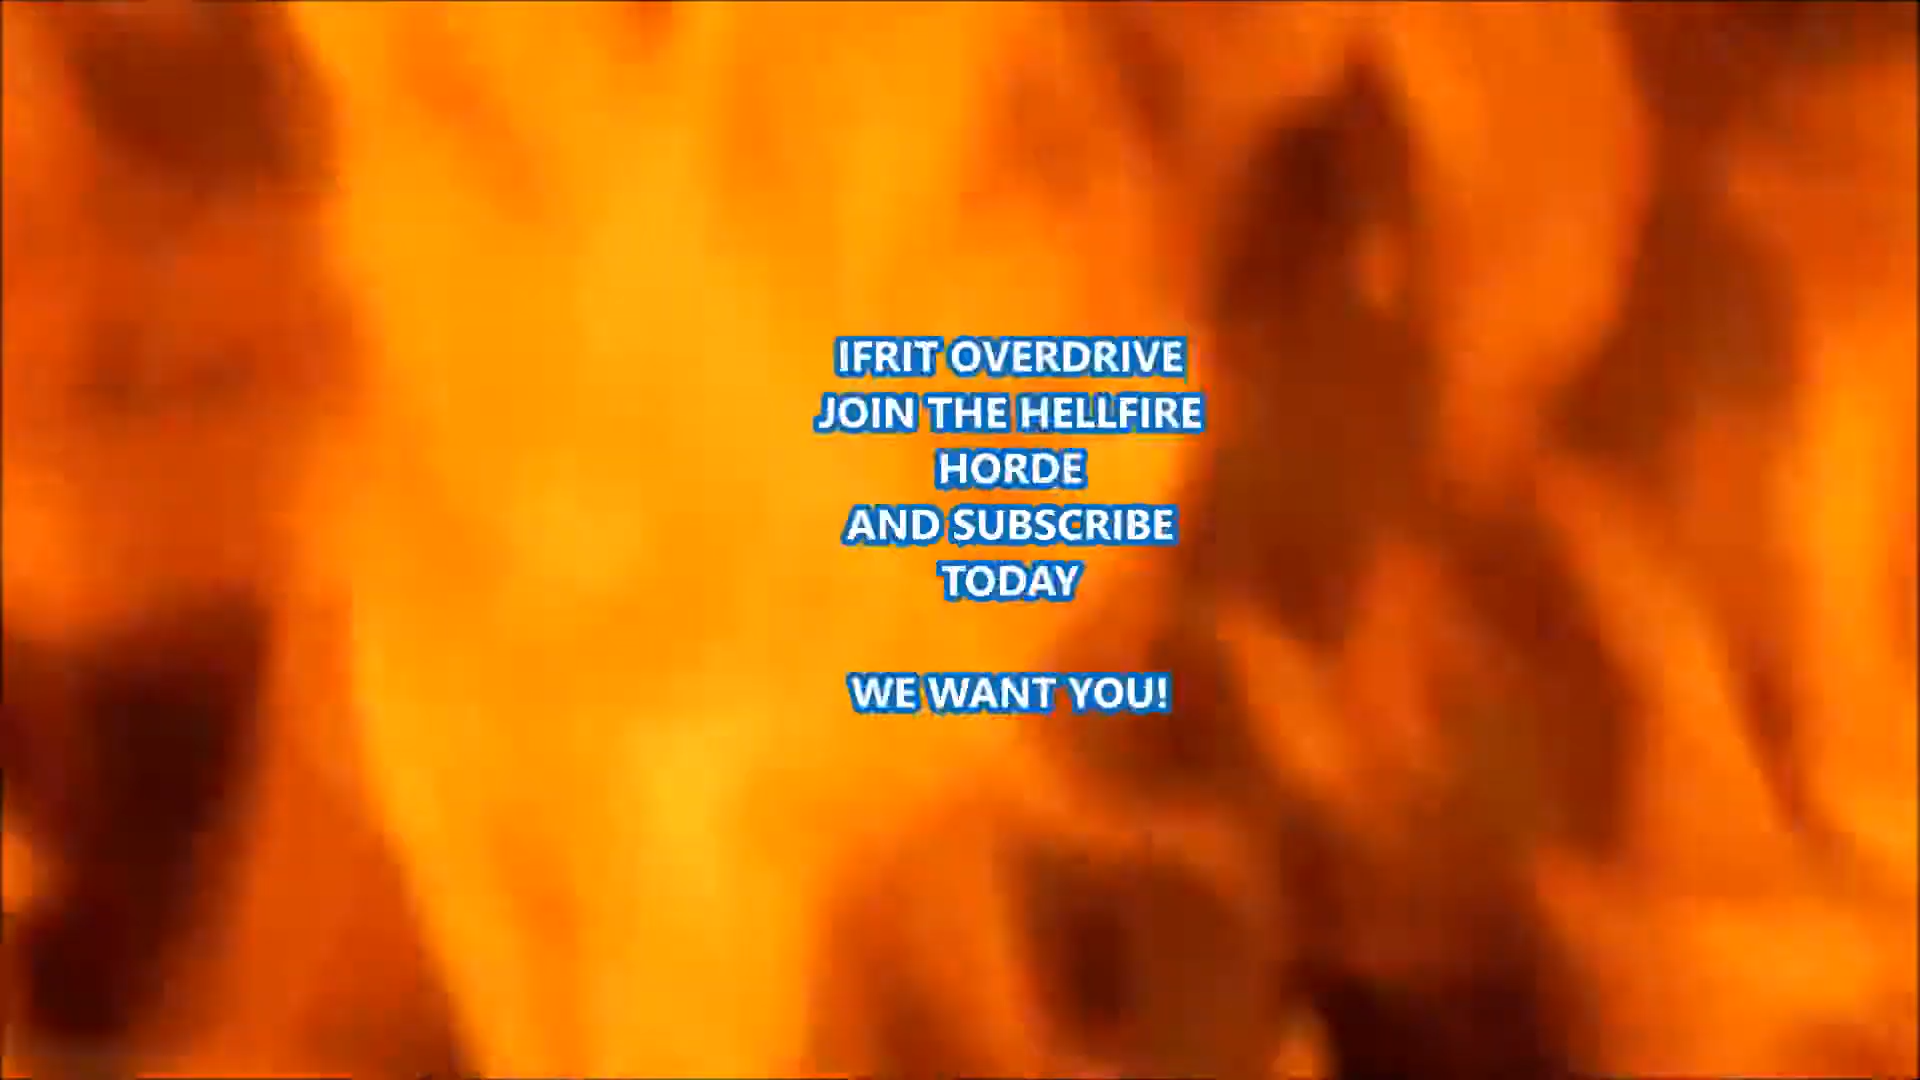 IFRIT OVERDRIVE
JOIN THE HELLFIRE
HORDE
AND SUBSCRIBE
TODAY
WE WANT YOU!